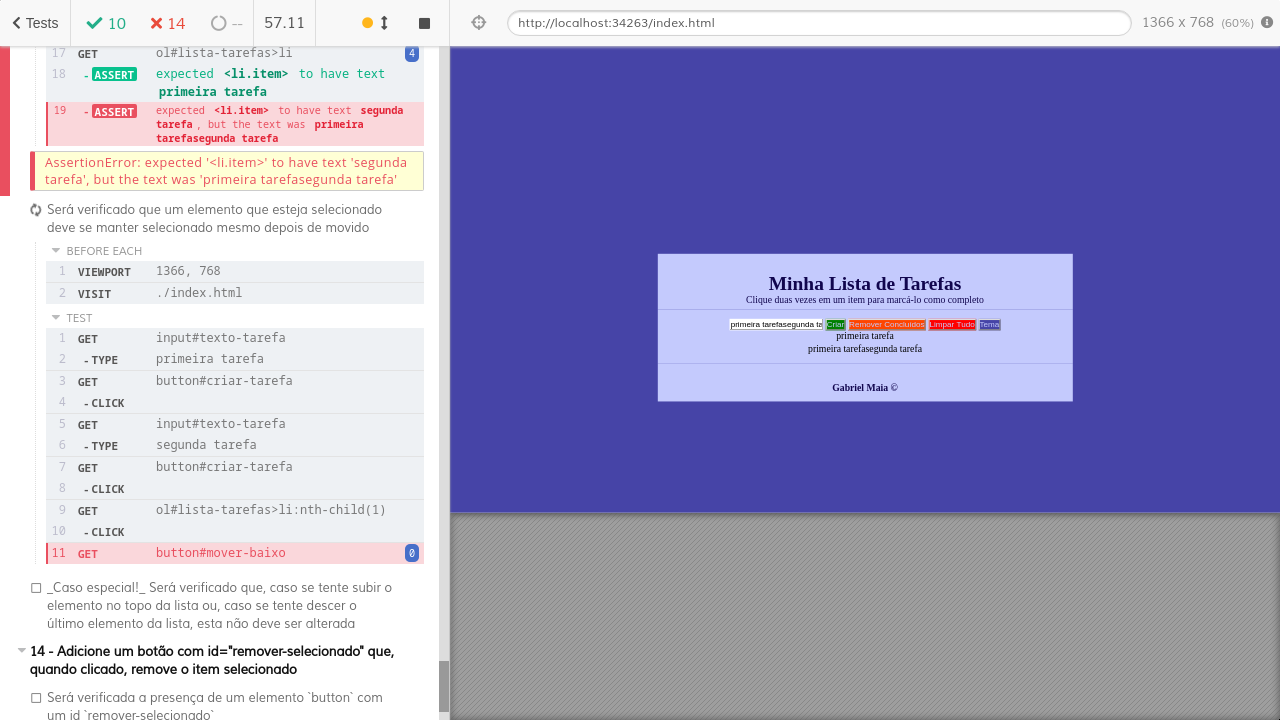 Tests 10 14 -- 57.11
http://localhost:34263/index.html 1366 x 768 (60%)
17 GET ol#lista-tarefas>li 4
18 -ASSERT expected <li.item> to have text
primeira tarefa
19 -ASSERT expected <li.item> to have text segunda
tarefa , but the text was primeira
tarefasegunda tarefa
AssertionError: expected '<li.item>' to have text 'segunda
tarefa', but the text was 'primeira tarefasegunda tarefa'
Será verificado que um elemento que esteja selecionado
deve se manter selecionado mesmo depois de movido
BEFORE EACH
1 VIEWPORT 1366, 768
2 VISIT ./index.html
TEST
1 GET input#texto-tarefa
2 -TYPE primeira tarefa
3 GET button#criar-tarefa
4 -CLICK
5 GET input#texto-tarefa
6 -TYPE segunda tarefa
7 GET button#criar-tarefa
8 -CLICK
9 GET ol#lista-tarefas>li:nth-child(1)
10 -CLICK
11 GET button#mover-baixo 0
_Caso especial!_ Será verificado que, caso se tente subir o
elemento no topo da lista ou, caso se tente descer o
último elemento da lista, esta não deve ser alterada
14 - Adicione um botão com id="remover-selecionado" que,
quando clicado, remove o item selecionado
Será verificada a presença de um elemento `button` com
um id `remover-selecionado`
Minha Lista de Tarefas
Clique duas vezes em um item para marcá-lo como completo
primeira tarefasegunda te Criar Remover Concluídos Limpar Tudo Tema
primeira tarefa
primeira tarefasegunda tarefa
Gabriel Maia ©